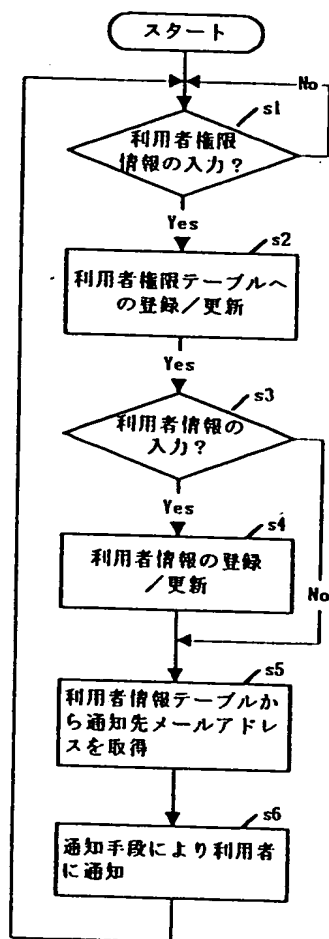 スタート
No
s1
利用者権限
情報の入力?
Yes
s2
利用者権限テーブルへ
の登録/更新
Yes
s3
利用者情報の
入力?
Yes
s4
利用者情報の登録
/更新
No
s5
利用者情報テーブルか
ら通知先メールアドレ
スを取得
s6
通知手段により利用者
に通知